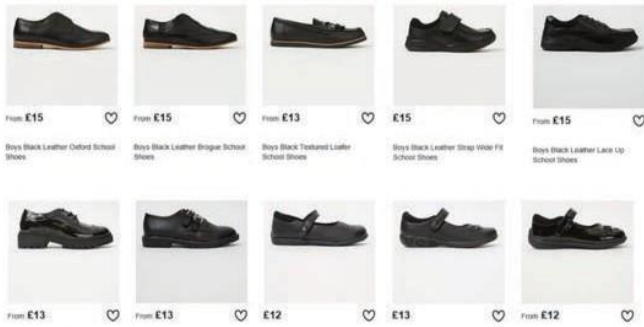 From £15
From £15
From £13
£15
From £15
Boys Black Leather Oxford School
Shoes
Boys Black Leather Brogue School
Shoes
Boys Black Textured Loafer
School Shoes
Boys Black Leather Strap Wide Fit
School Shoes
Boys Black Leather Lace Up
School Shoes
From £13
From £13
£12
£13
From £12